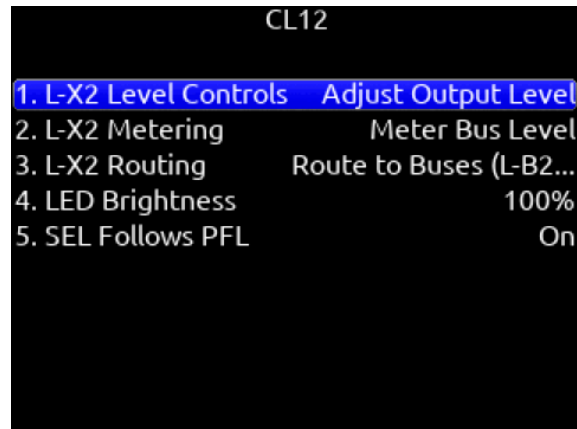 CL12
1. L-X2 Level Controls Adjust Output Level
2. L-X2 Metering Meter Bus Level
3. L-X2 Routing Route to Buses (L-B2...
4. LED Brightness 100%
5. SEL Follows PFL On